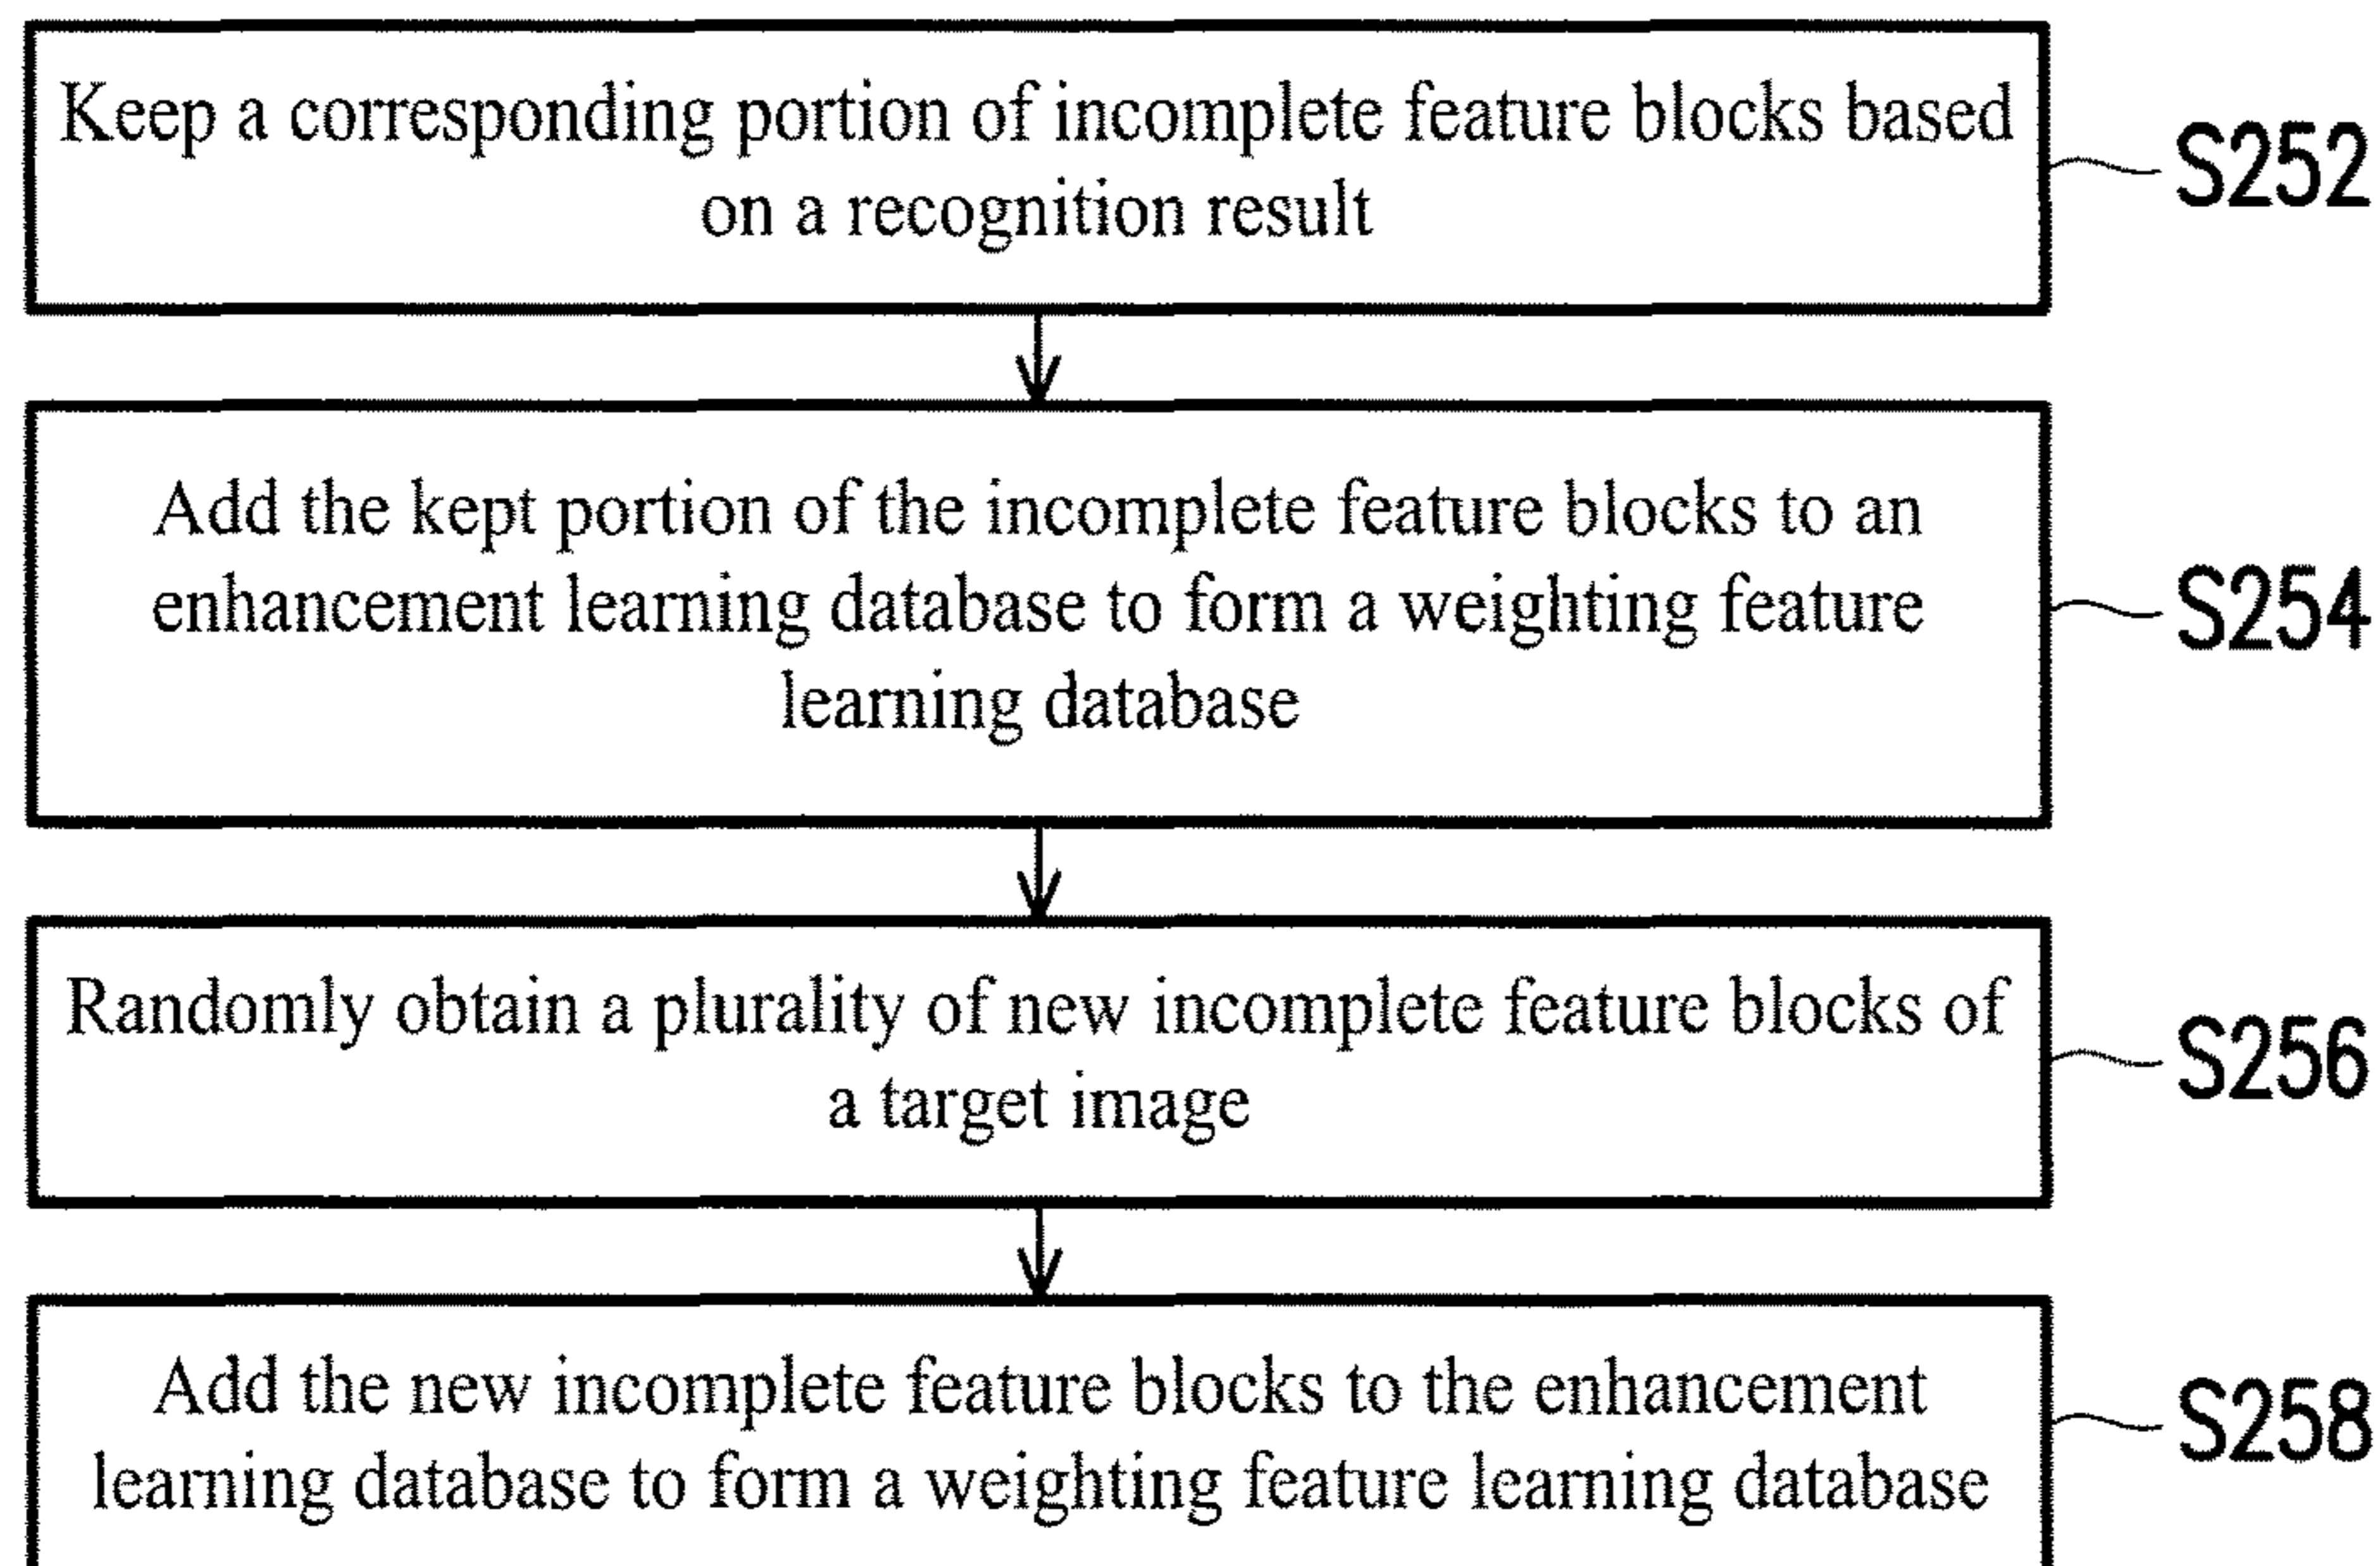 Keep a corresponding portion of incomplete feature blocks based
on a recognition result
S252
Add the kept portion of the incomplete feature blocks to an
enhancement learning database to form a weighting feature
learning database
S254
Randomly obtain a plurality of new incomplete feature blocks of
a target image
S256
Add the new incomplete feature blocks to the enhancement
learning database to form a weighting feature learning database
S258